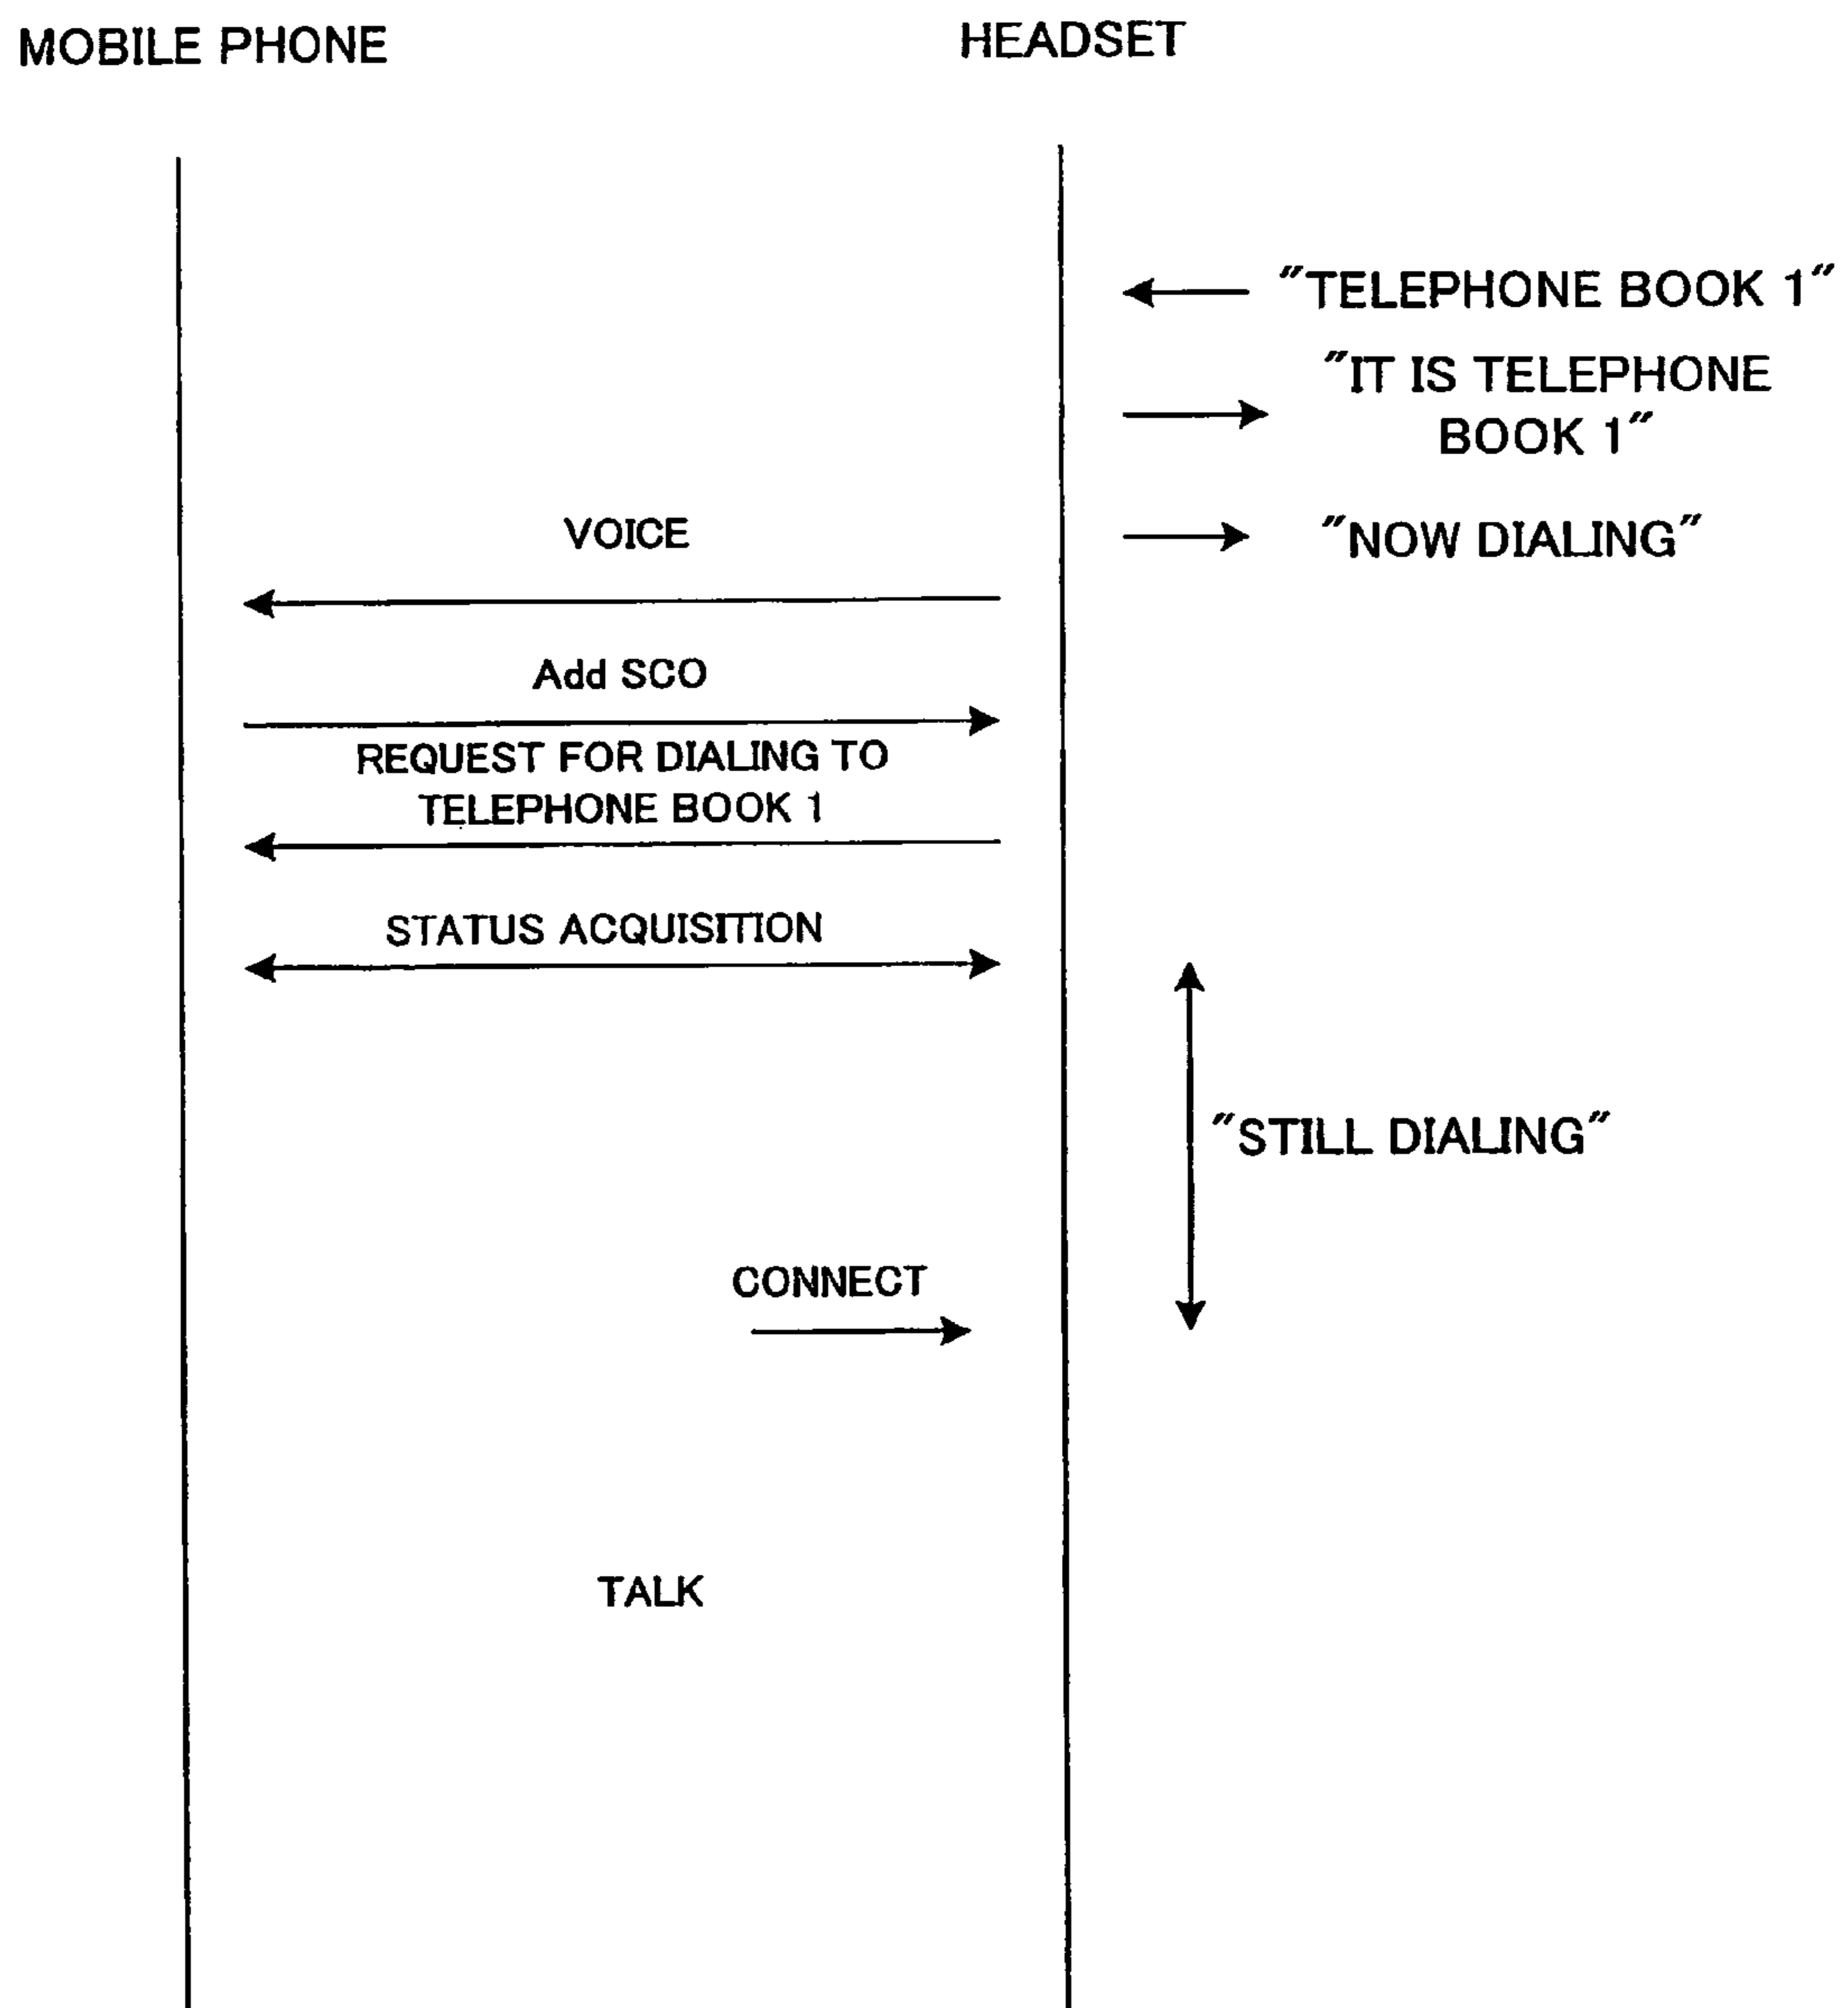 MOBILE PHONE
HEADSET
"TELEPHONE BOOK 1"
"IT IS TELEPHONE
BOOK 1"
VOICE
"NOW DIALING"
Add SCO
REQUEST FOR DIALING TO
TELEPHONE BOOK 1
STATUS ACQUISITION
"STILL DIALING"
CONNECT
TALK